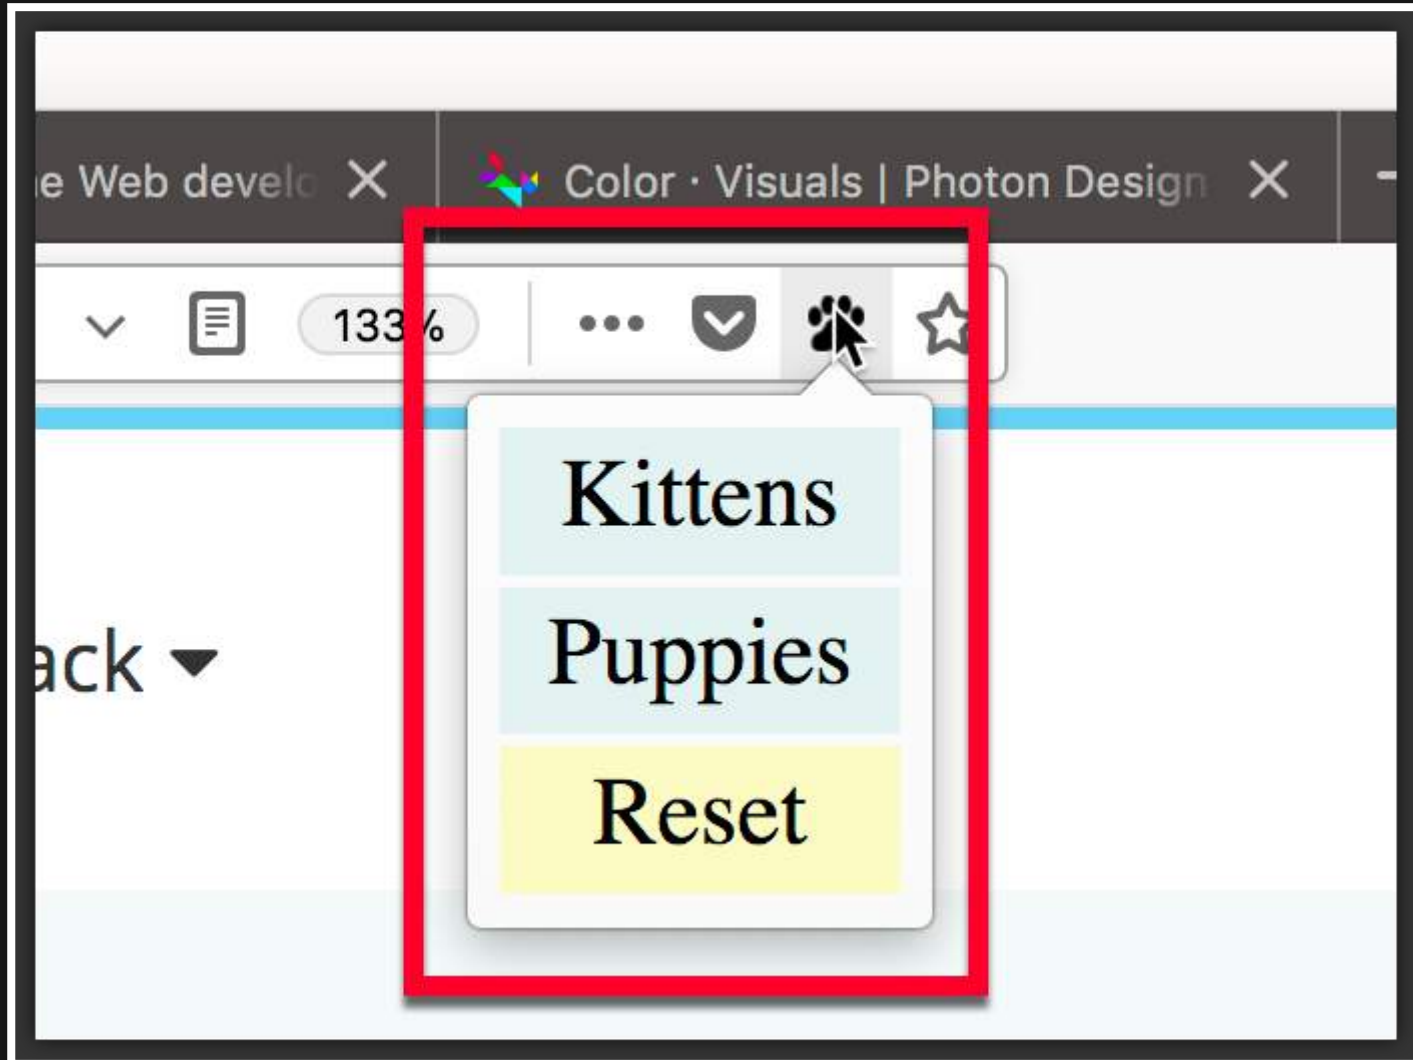 e Web develo
Color · Visuals | Photon Design
133%
Kittens
Puppies
ack
Reset